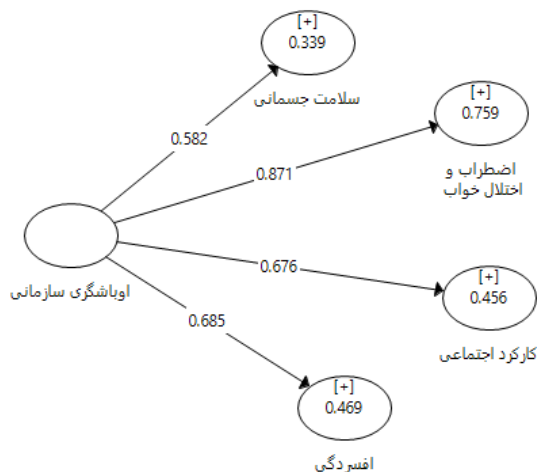 [+]
0.339
سلامت جسمانی
0.582
[+]
0.759
اضطراب و
اختلال خواب
0.871
اوباشگری سازمانی
0.676
[+]
0.456
کارکرد اجتماعی
0.685
[+]
0.469
افسردگی